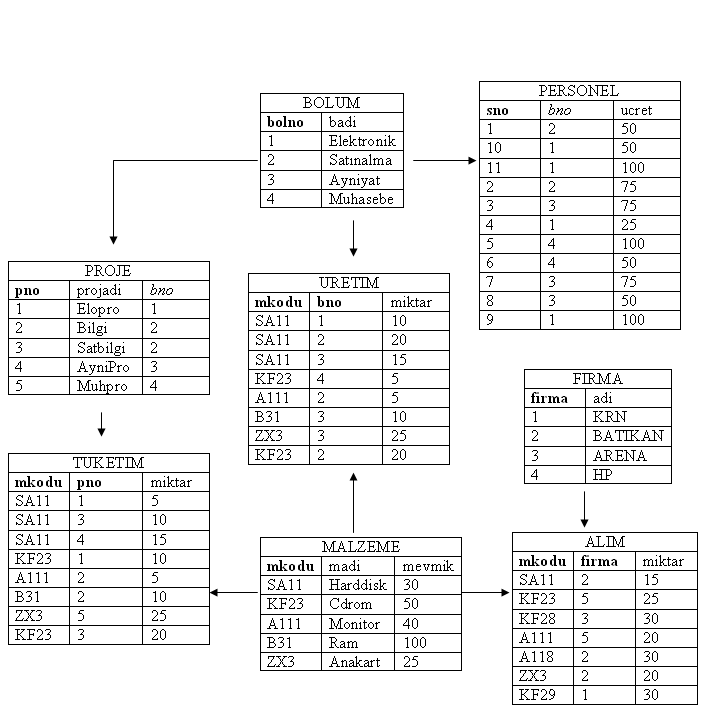 BOLUM
bolno badi
1 Elektronik
2 Satınalma
3 Ayniyat
4 Muhasebe
PERSONEL
sno bno ucret
1 2 50
10 1 50
11 1 100
2 2 75
3 3 75
4 1 25
5 4 100
6 4 50
7 3 75
8 3 50
9 1 100
PROJE
pno projadi bno
1 Elopro 1
2 Bilgi 2
3 Satbilgi 2
4 AyniPro 3
5 Muhpro 4
URETIM
mkodu bno miktar
SA11 1 10
SA11 2 20
SA11 3 15
KF23 4 5
A111 2 5
B31 3 10
ZX3 3 25
KF23 2 20
FIRMA
firma adi
1 KRN
2 BATIKAN
3 ARENA
4 HP
TUKETIM
mkodu pno miktar
SA11 1 5
SA11 3 10
SA11 4 15
KF23 1 10
A111 2 5
B31 2 10
ZX3 5 25
KF23 3 20
MALZEME
mkodu madi mevmik
SA11 Harddisk 30
KF23 Cdrom 50
A111 Monitor 40
B31 Ram 100
ZX3 Anakart 25
ALIM
mkodu firma miktar
SA11 2 15
KF23 5 25
KF28 3 30
A111 5 20
A118 2 30
ZX3 2 20
KF29 1 30